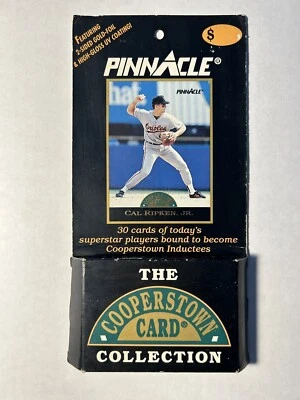 FEATURING
2-SIDED GOLD-FOIL
& HIGH-GLOSS UV COATING!
$
PINNACLE®
PINNACLE
CAL RIPKEN, JR.
30 cards of today's
superstar players bound to become
Cooperstown Inductees
THE
COOPERSTOWN
CARD®
COLLECTION